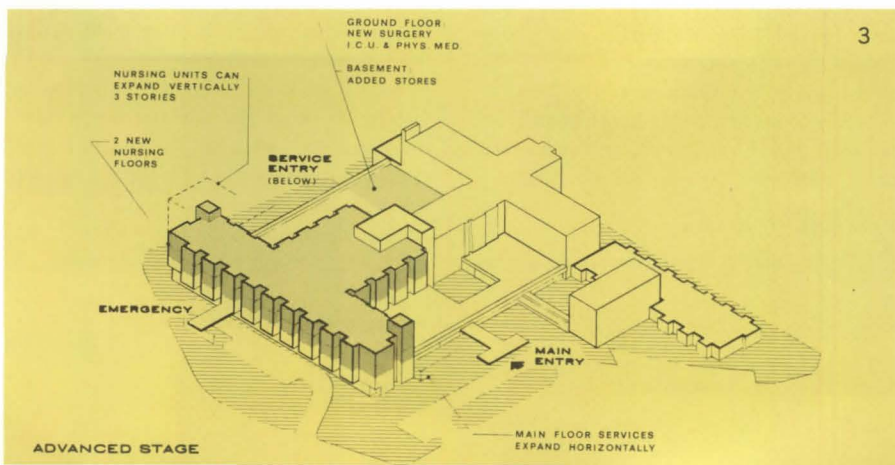 GROUND FLOOR:
NEW SURGERY
I.C.U. & PHYS. MED.
3
BASEMENT:
ADDED STORES
NURSING UNITS CAN
EXPAND VERTICALLY
3 STORIES
2 NEW
NURSING
FLOORS
SERVICE
ENTRY
(BELOW)
EMERGENCY
MAIN
ENTRY
MAIN FLOOR SERVICES
EXPAND HORIZONTALLY
ADVANCED STAGE